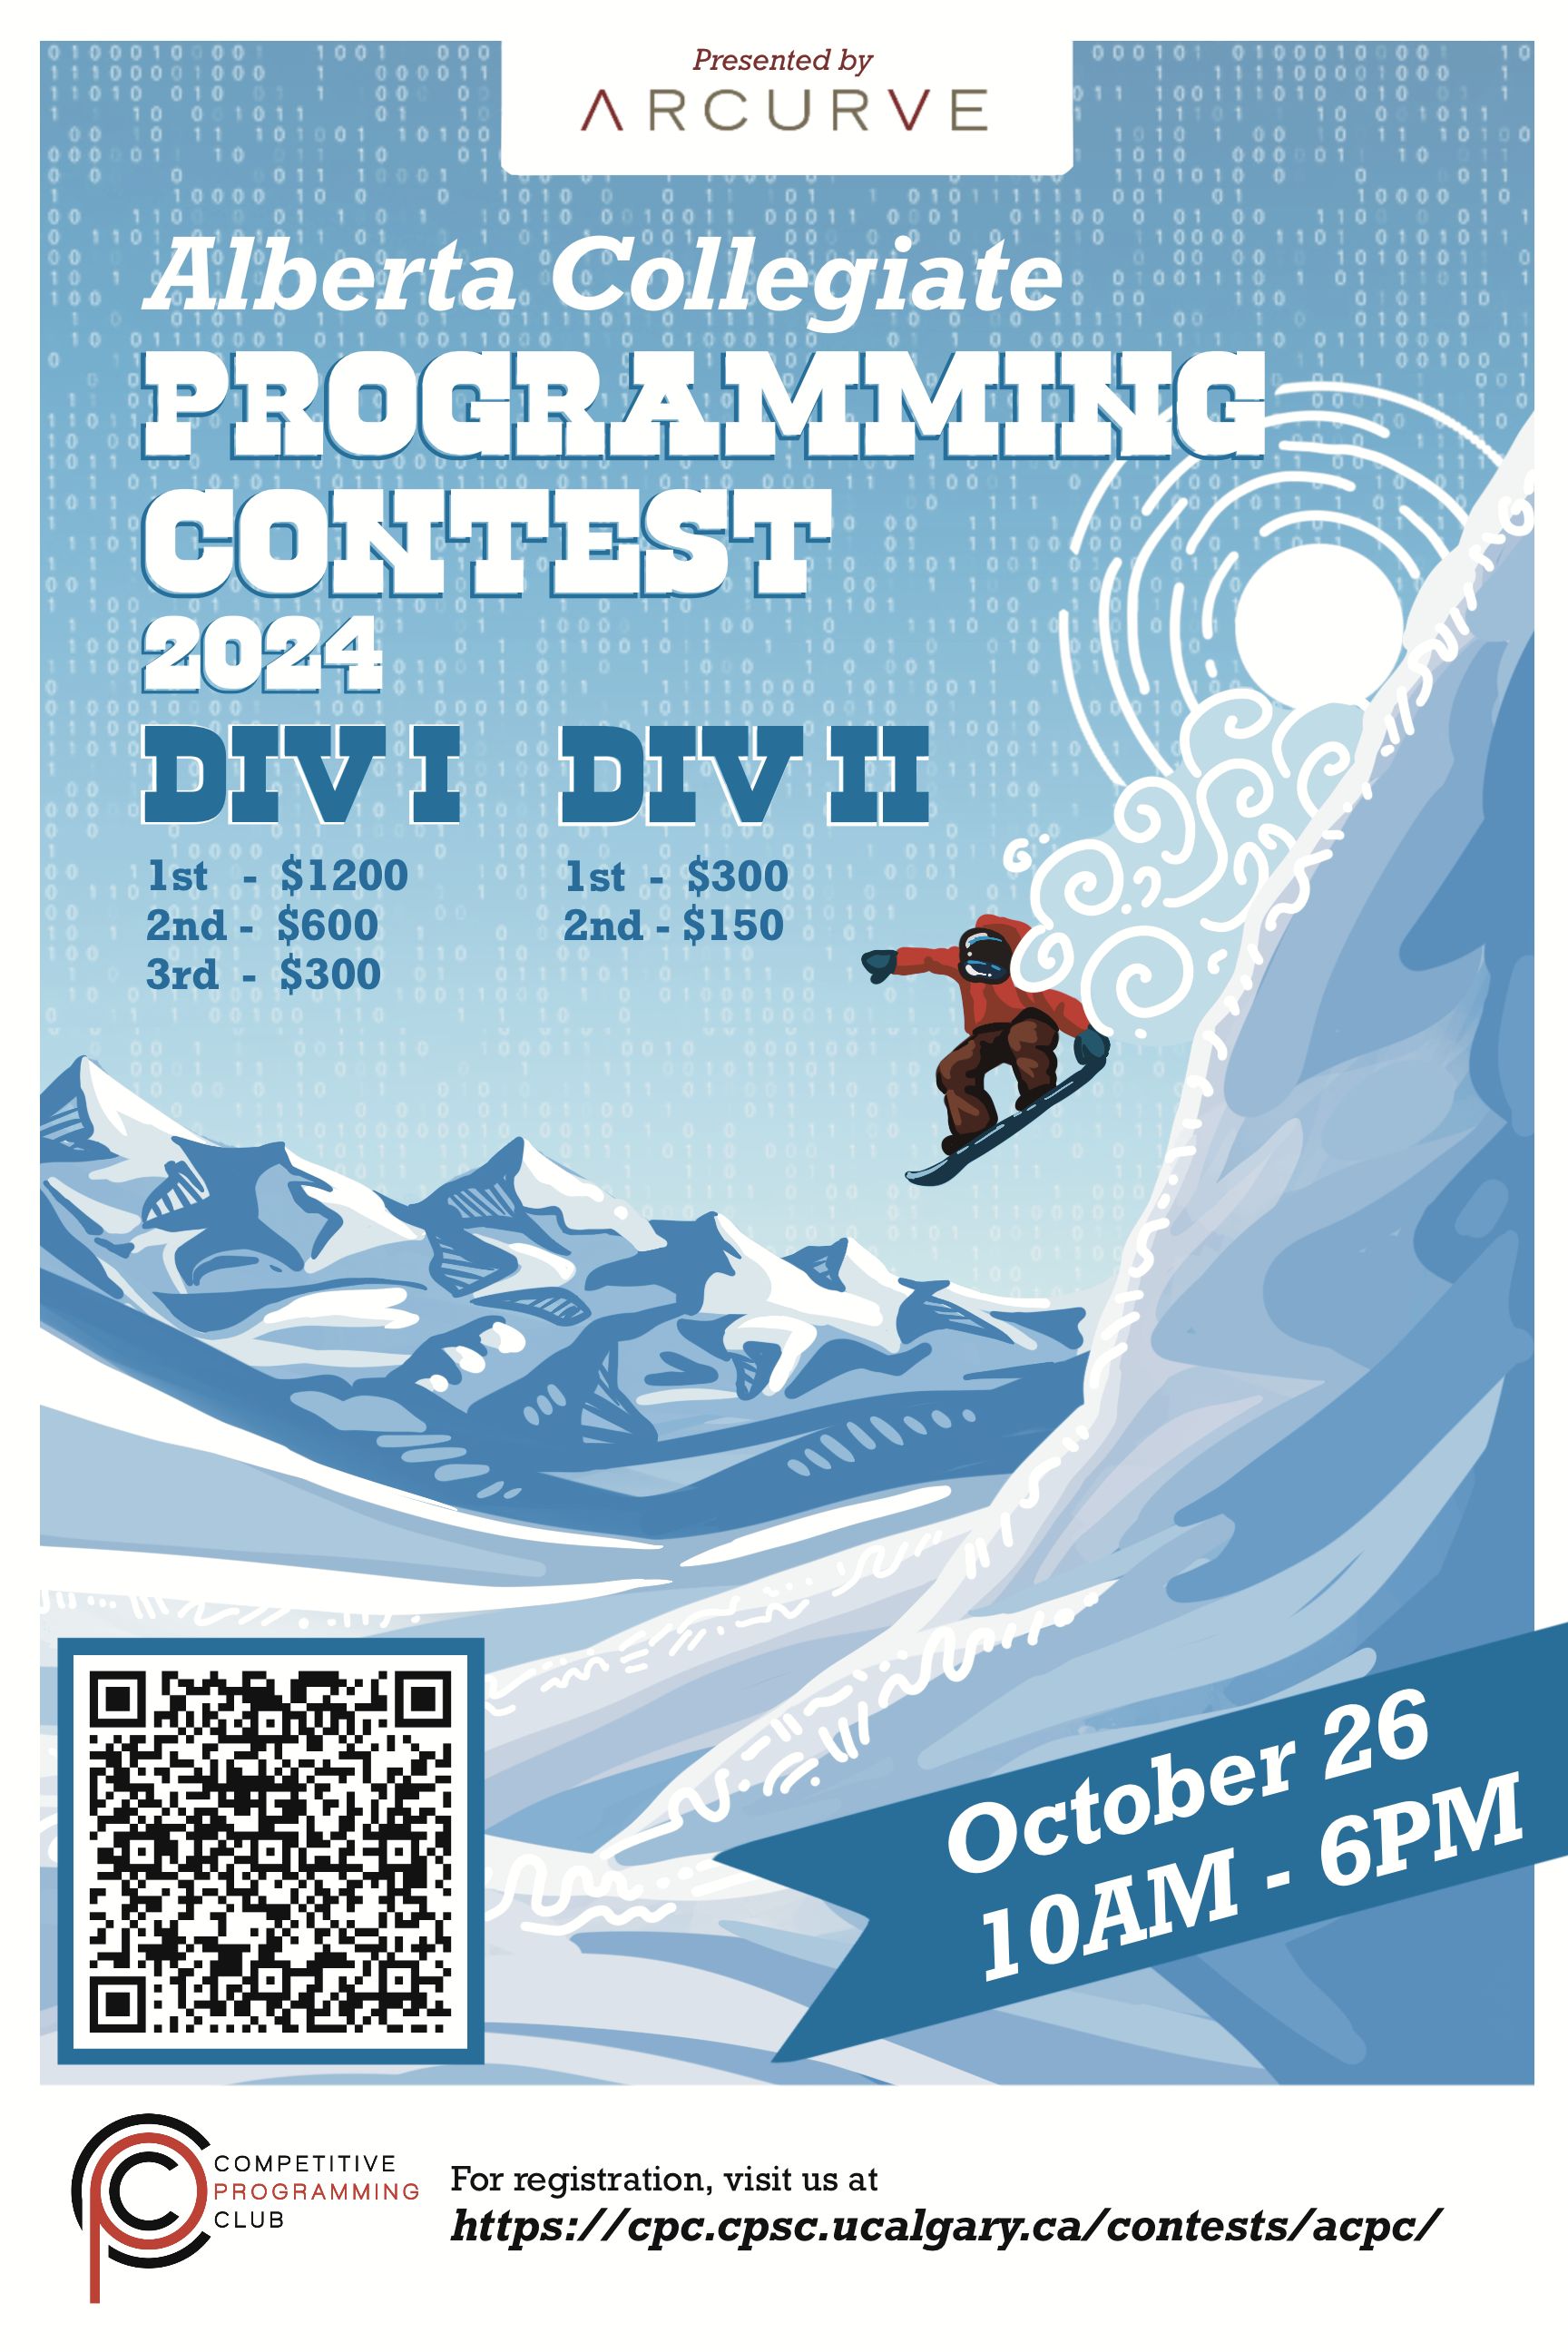 Presented by
ARCURVE
Alberta Collegiate
PROGRAMMING
CONTEST
2024
DIV I
1st - $1200
2nd - $600
3rd - $300
DIV II
1st - $300
2nd - $150
October 26
10AM - 6PM
COMPETITIVE
PROGRAMMING
CLUB
For registration, visit us at
https://cpc.cpsc.ucalgary.ca/contests/acpc/